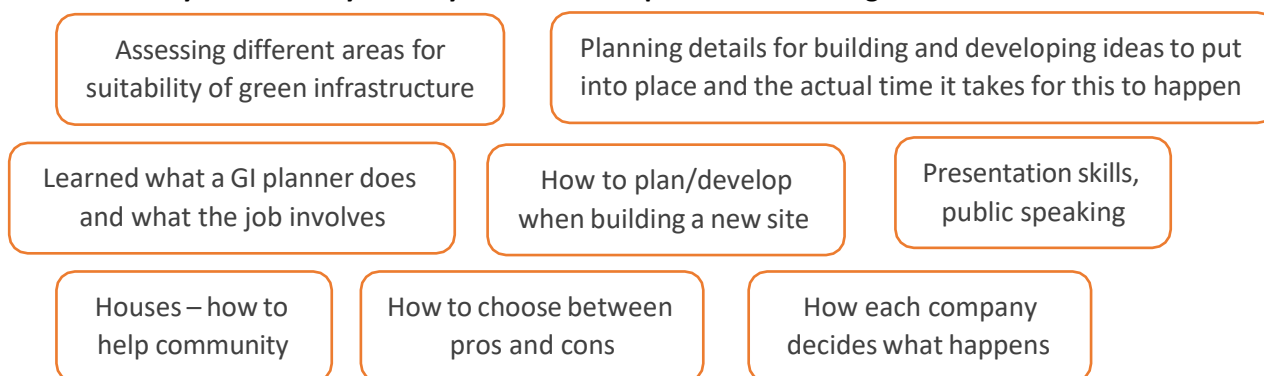 Assessing different areas for
suitability of green infrastructure
Planning details for building and developing ideas to put
into place and the actual time it takes for this to happen
Learned what a GI planner does
and what the job involves
How to plan/develop
when building a new site
Presentation skills,
public speaking
Houses – how to
help community
How to choose between
pros and cons
How each company
decides what happens